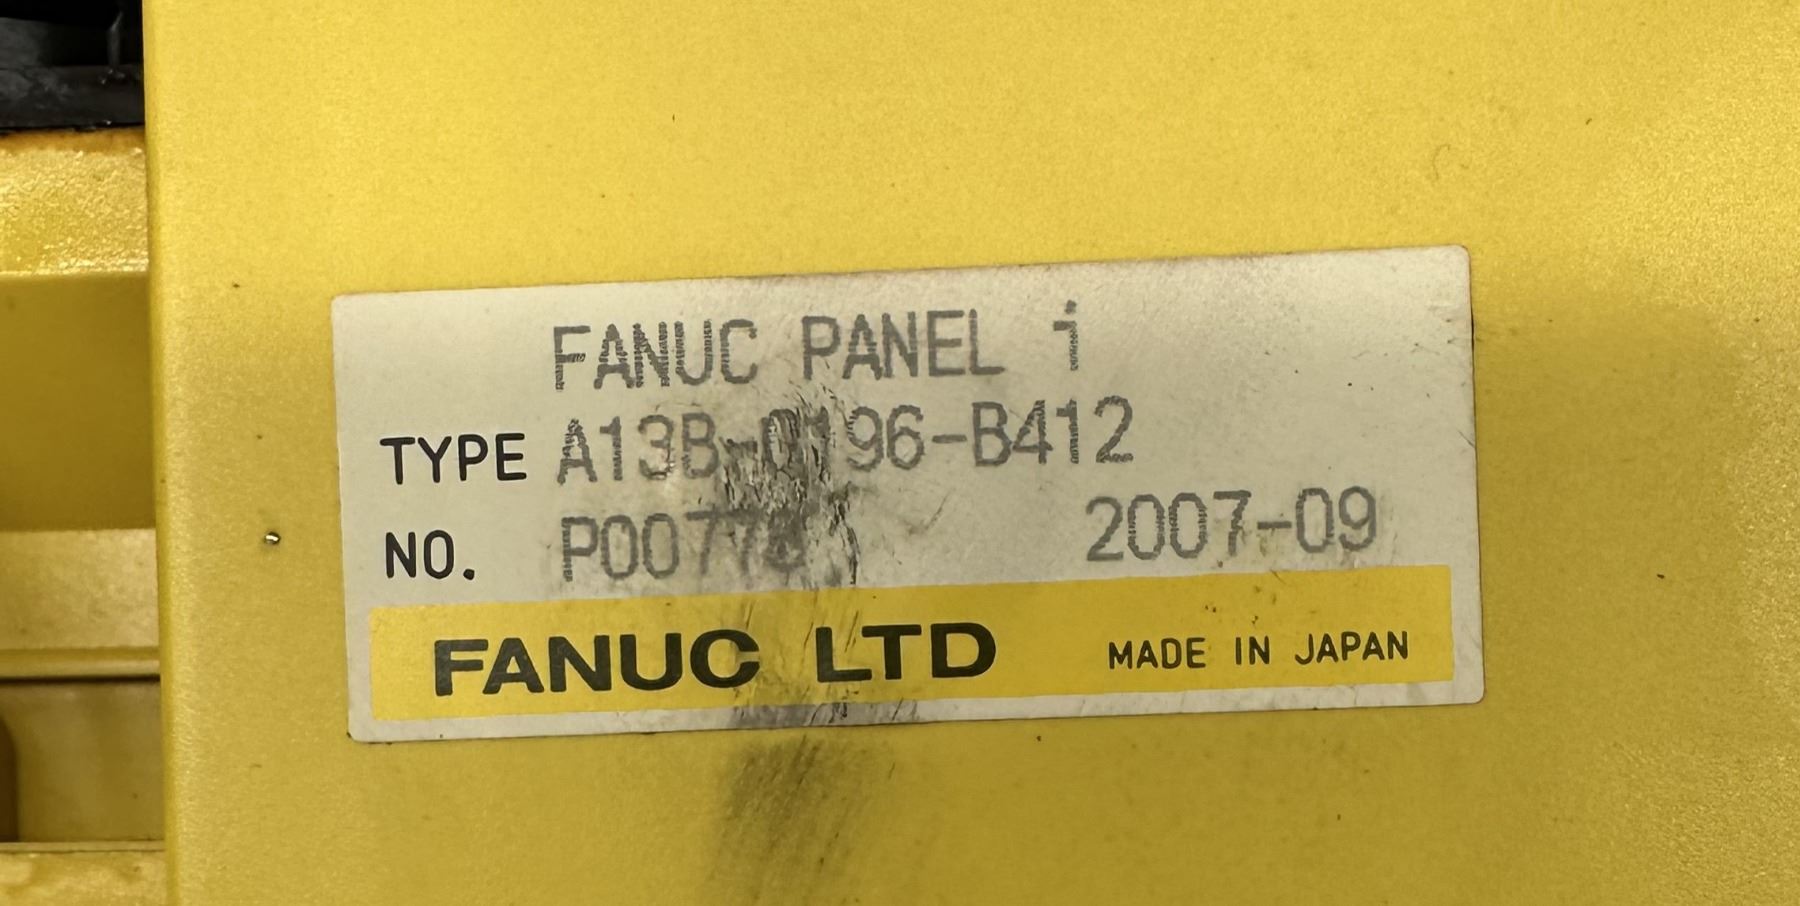 FANUC PANEL i
TYPE A13B-0196-B412
NO. 2007-09
FANUC LTD MADE IN JAPAN